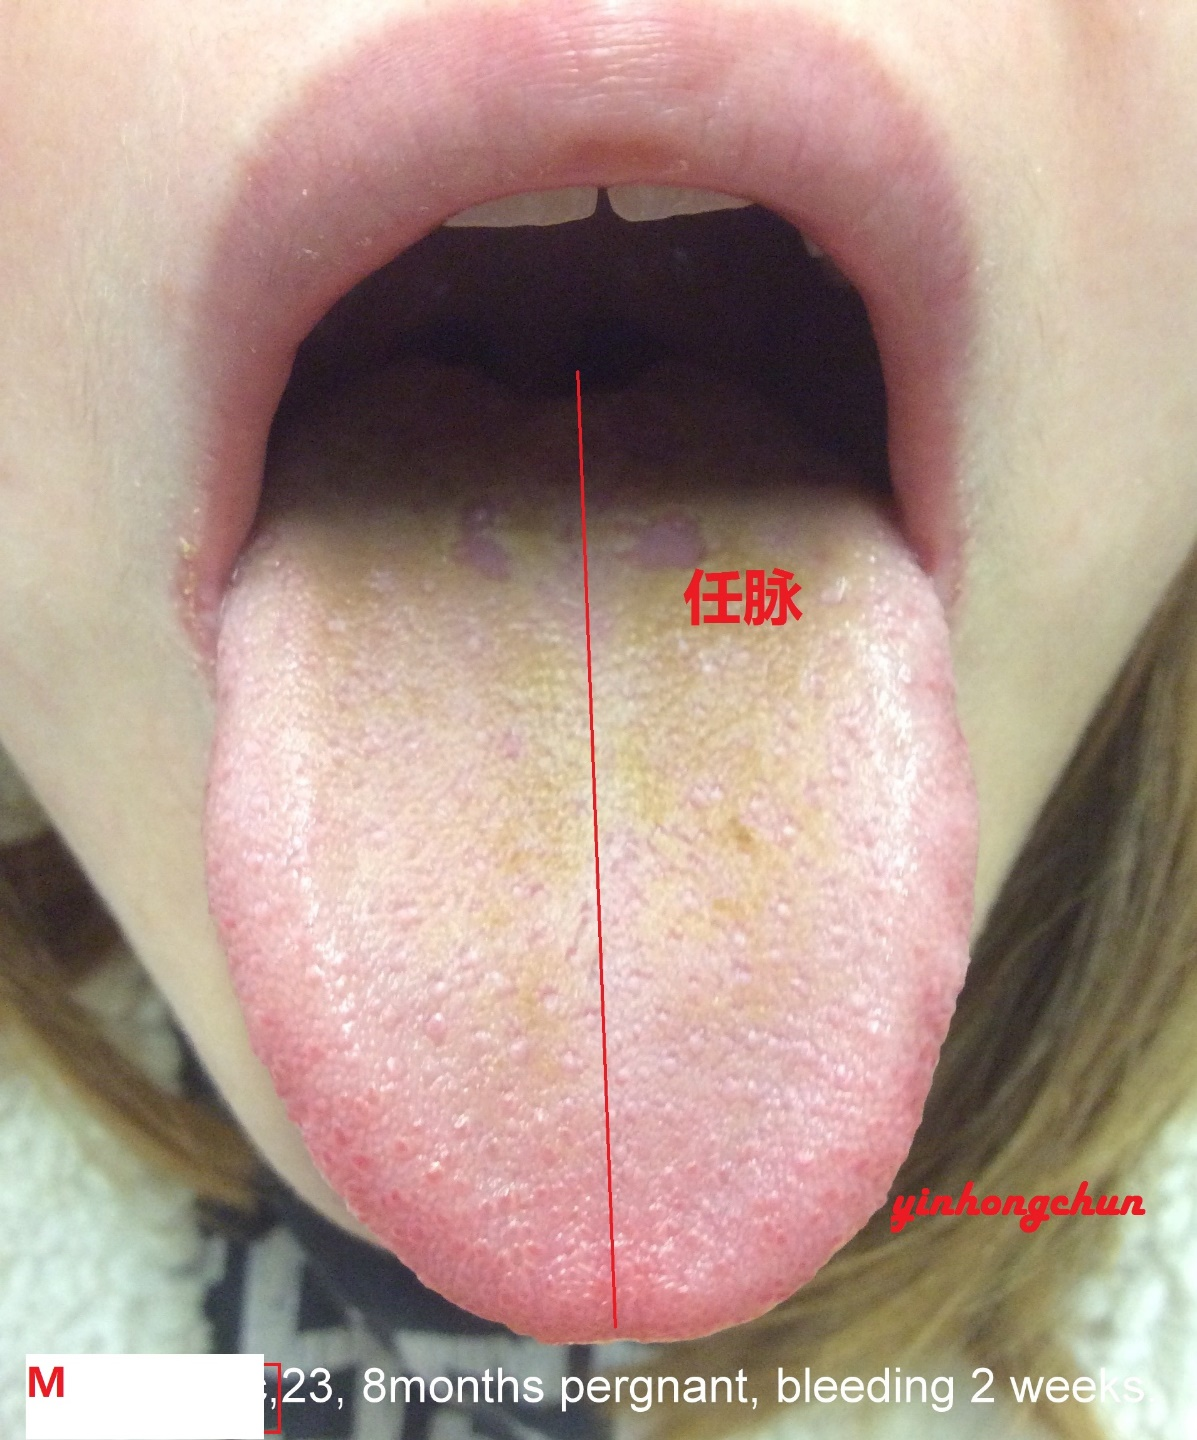 任脉
yinhongchun
M
,23, 8months pergnant, bleeding 2 weeks